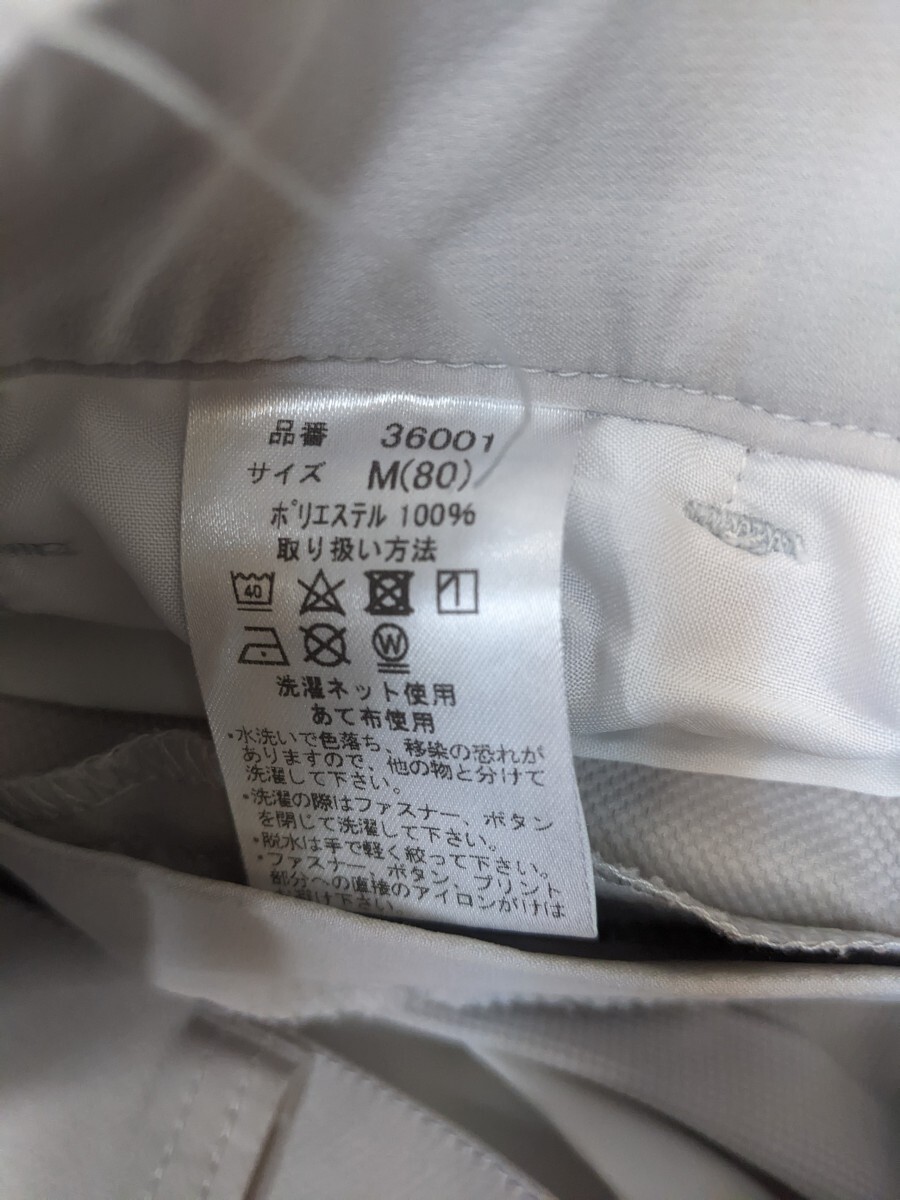 品番 36001
サイズ M(80)
ポリエステル 100%
取り扱い方法
40
W
洗濯ネット使用
あて布使用
・水洗いで色落ち、移染の恐れが
ありますので、他の物と分けて
洗濯して下さい。
・洗濯の際はファスナー、ボタン
を閉じて洗濯して下さい。
・脱水は手で軽く絞って下さい。
・ファスナー、ボタン、プリント
部分への直接のアイロンがけは
お避け下さい。